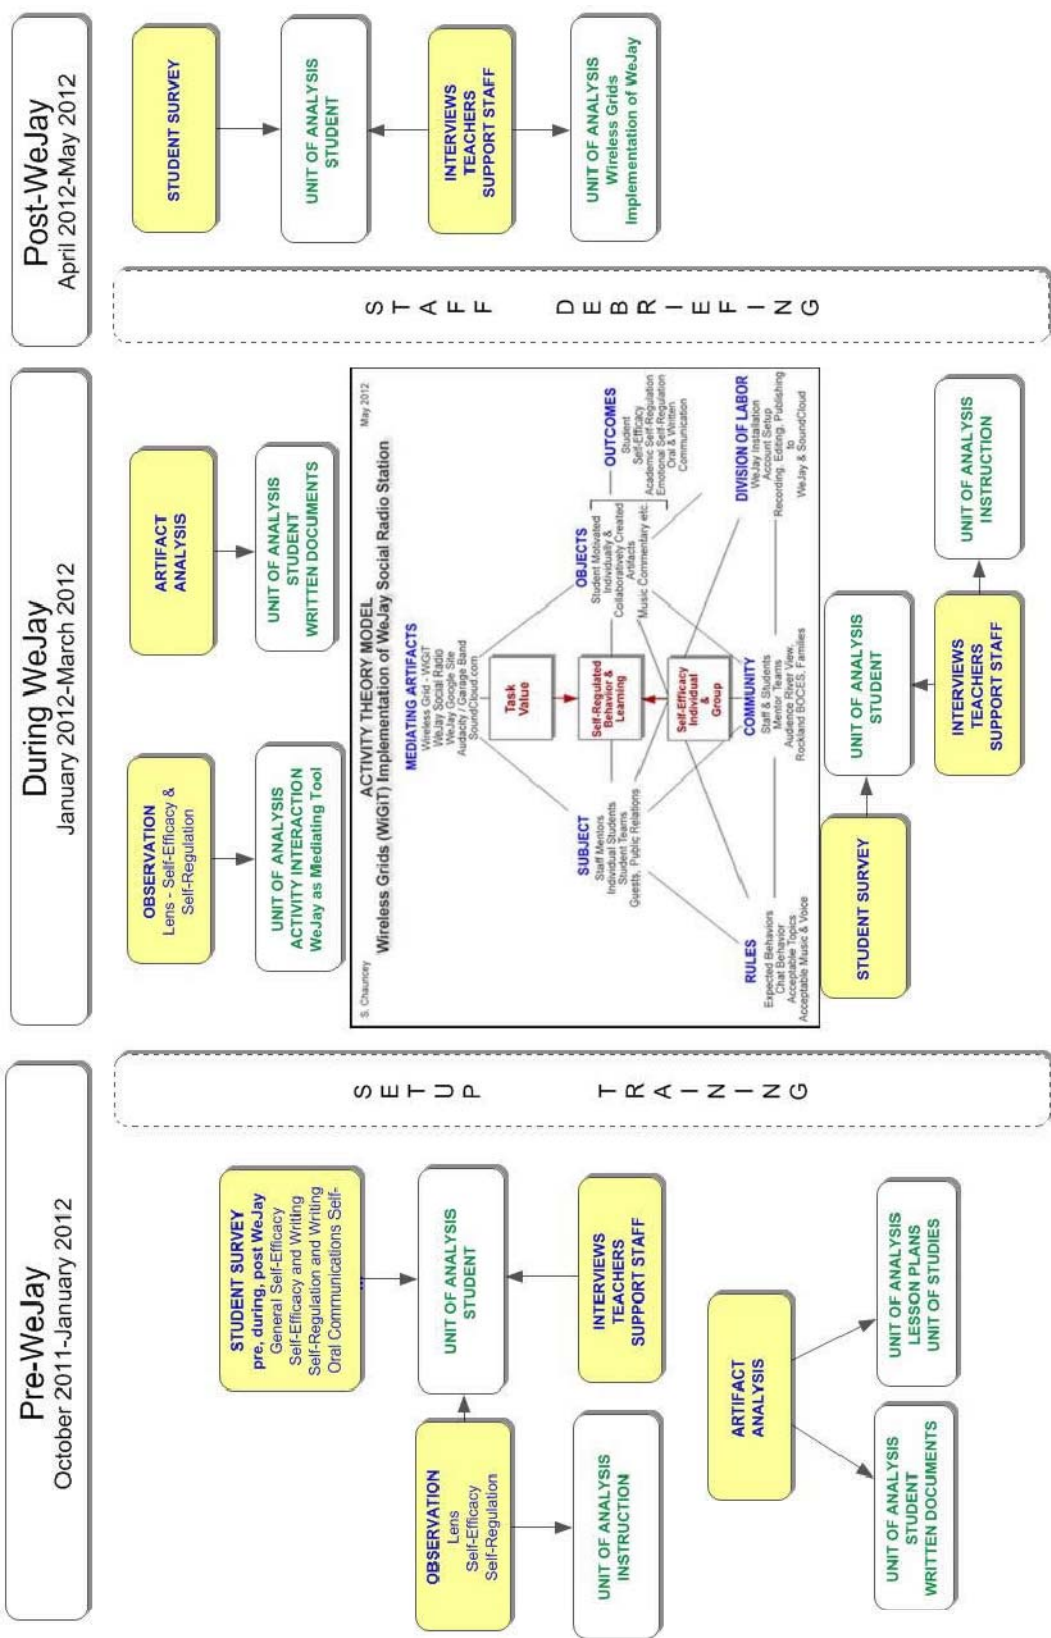 Pre-WeJay
October 2011-January 2012
STUDENT SURVEY
pre, during, post WeJay
General Self-Efficacy
Self-Efficacy and Writing
Self-Regulation and Writing
Oral Communications Self-
...
OBSERVATION
Lens
Self-Efficacy
Self-Regulation
UNIT OF ANALYSIS
STUDENT
INTERVIEWS
TEACHERS
SUPPORT STAFF
UNIT OF ANALYSIS
INSTRUCTION
ARTIFACT
ANALYSIS
UNIT OF ANALYSIS
STUDENT
WRITTEN DOCUMENTS
UNIT OF ANALYSIS
LESSON PLANS
UNIT OF STUDIES
SETUP TRAINING
During WeJay
January 2012-March 2012
OBSERVATION
Lens - Self-Efficacy &
Self-Regulation
UNIT OF ANALYSIS
ACTIVITY INTERACTION
WeJay as Mediating Tool
ARTIFACT
ANALYSIS
UNIT OF ANALYSIS
STUDENT
WRITTEN DOCUMENTS
S. Chauncey
ACTIVITY THEORY MODEL
May 2012
Wireless Grids (WiGiT) Implementation of WeJay Social Radio Station
MEDIATING ARTIFACTS
Wireless Grid - WiGiT
WeJay Social Radio
WeJay Google Site
Audacity / Garage Band
SoundCloud.com
Task
Value
SUBJECT
Staff Mentors
Individual Students
Student Teams
Guests, Public Relations
Self-Regulated
Behavior &
Learning
OBJECTS
Student Motivated
Individually &
Collaboratively Created
Artifacts
Music Commentary etc.
OUTCOMES
Student
Self-Efficacy
Academic Self-Regulation
Emotional Self-Regulation
Oral & Written
Communication
Self-Efficacy
Individual
&
Group
RULES
Expected Behaviors
Chat Behavior
Acceptable Topics
Acceptable Music & Voice
COMMUNITY
Staff & Students
Mentor Teams
Audience River View,
Rockland BOCES, Families
DIVISION OF LABOR
WeJay Installation
Account Setup
Recording, Editing, Publishing
to
WeJay & SoundCloud
STUDENT SURVEY
UNIT OF ANALYSIS
STUDENT
INTERVIEWS
TEACHERS
SUPPORT STAFF
UNIT OF ANALYSIS
INSTRUCTION
STAFF DEBRIEFING
Post-WeJay
April 2012-May 2012
STUDENT SURVEY
UNIT OF ANALYSIS
STUDENT
INTERVIEWS
TEACHERS
SUPPORT STAFF
UNIT OF ANALYSIS
Wireless Grids
Implementation of WeJay